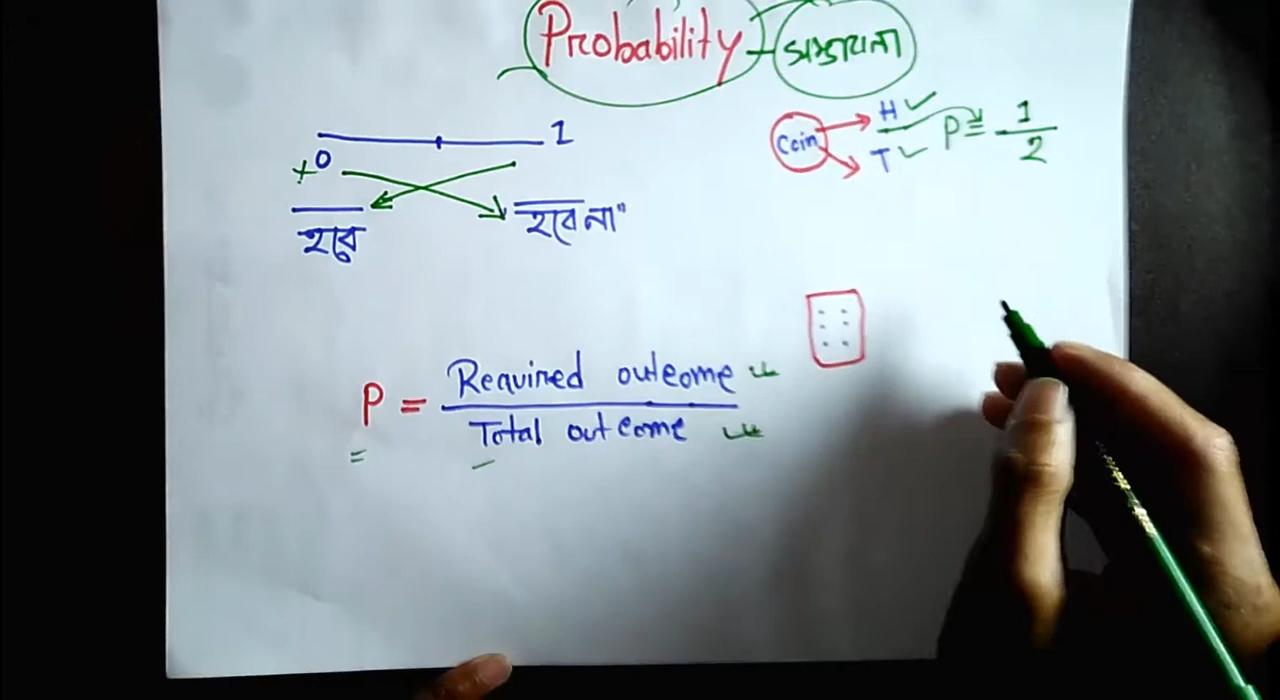 Probability - সম্ভাবনা
0 1
হবে হবে না"
Coin H T P = 1/2
P = Required outcome
Total outcome